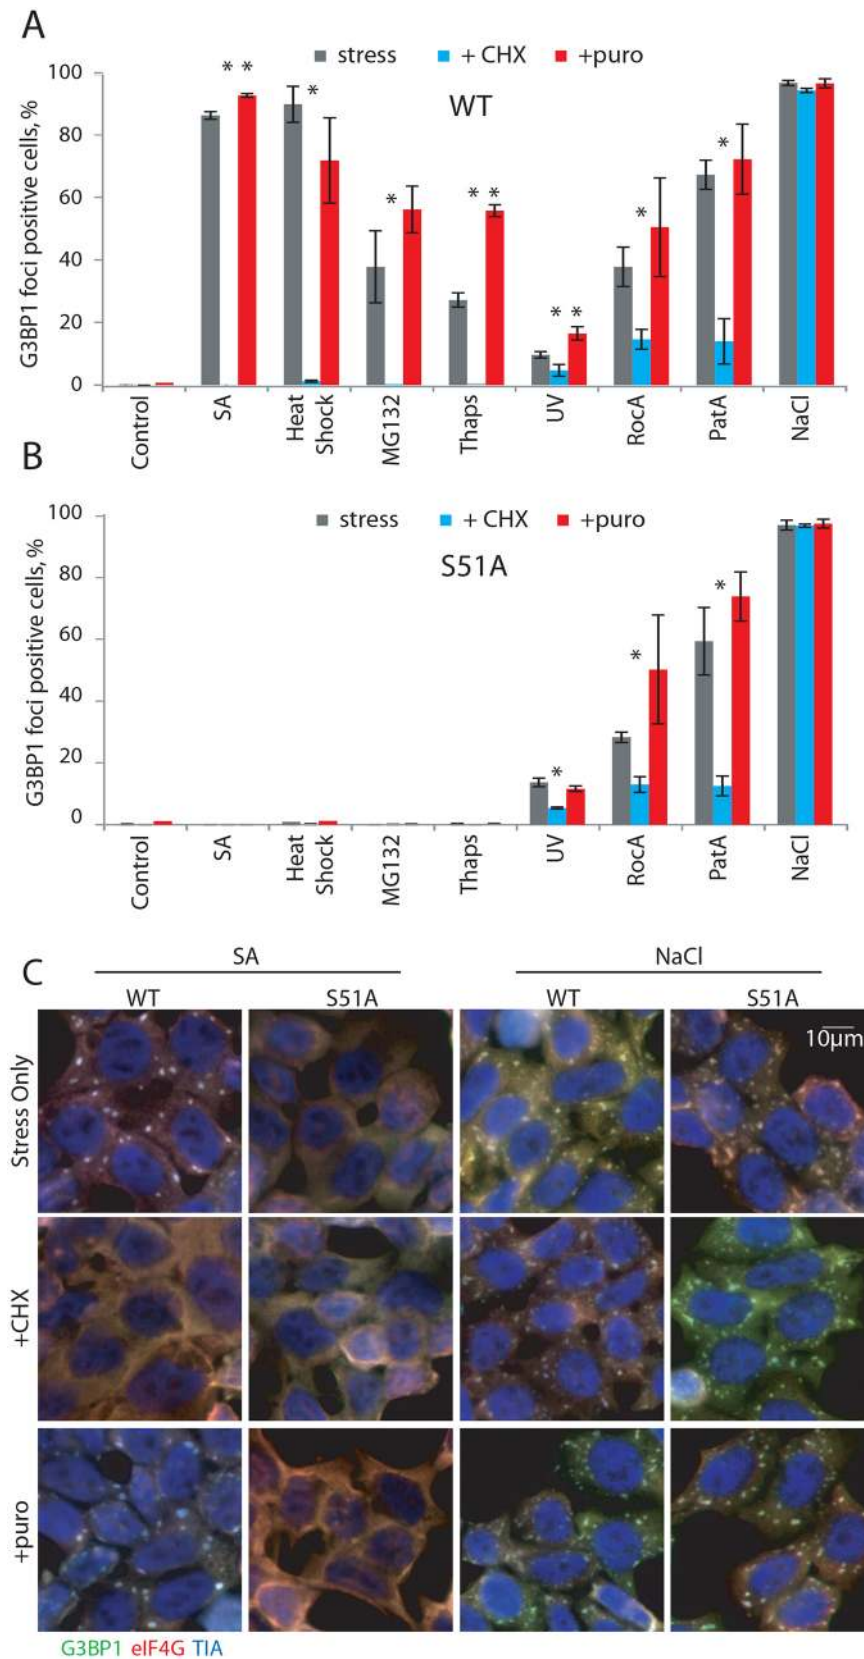 A
stress + CHX +puro
WT
G3BP1 foci positive cells, %
100
80
60
40
20
0
* *
*
*
* *
* *
*
*
Control SA Heat Shock MG132 Thaps UV RocA PatA NaCl
B
stress + CHX +puro
S51A
G3BP1 foci positive cells, %
100
80
60
40
20
0
*
*
*
Control SA Heat Shock MG132 Thaps UV RocA PatA NaCl
C
SA NaCl
WT S51A WT S51A
10µm
Stress Only
+CHX
+puro
G3BP1 eIF4G TIA